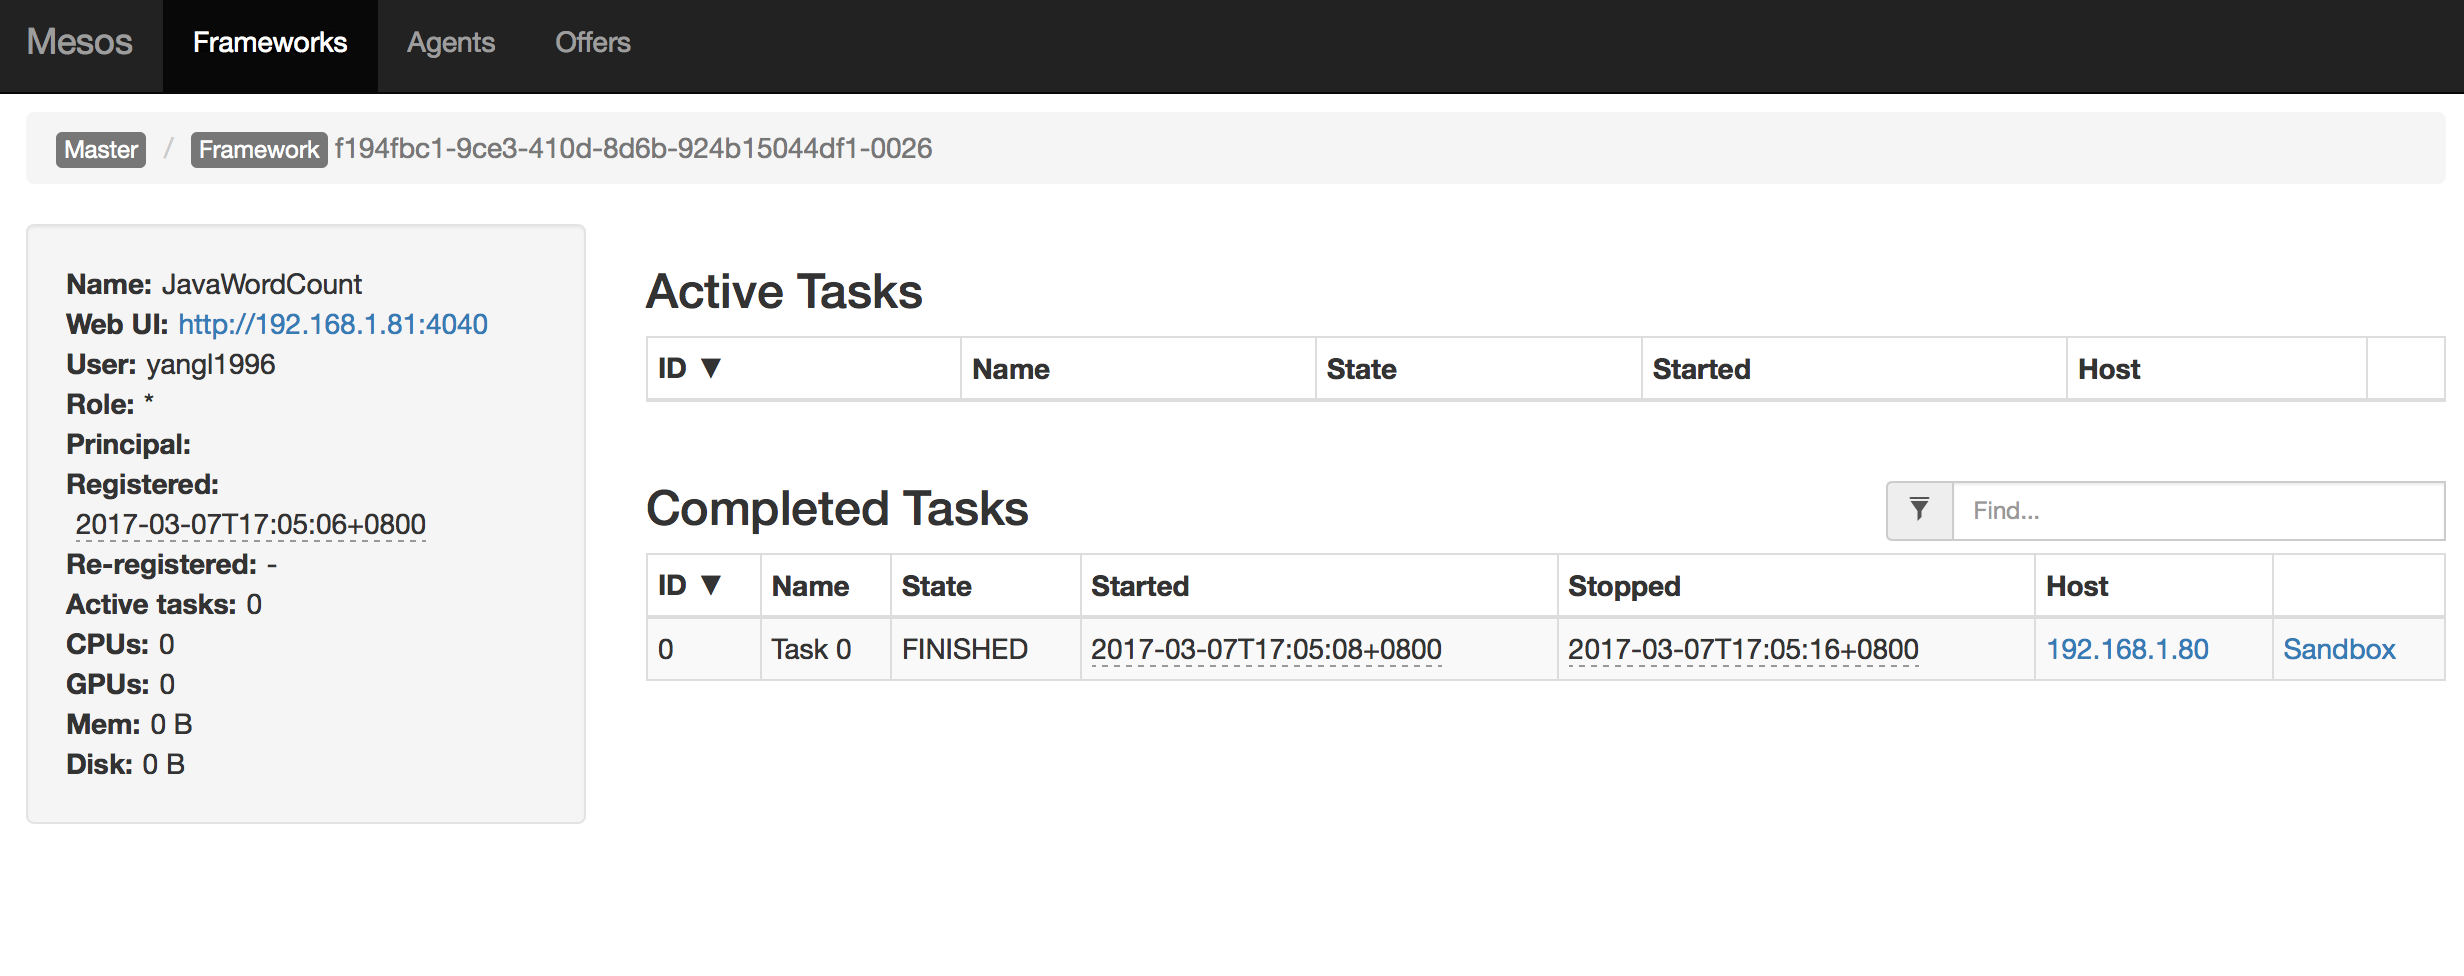 Mesos Frameworks Agents Offers
Master / Framework f194fbc1-9ce3-410d-8d6b-924b15044df1-0026
Name: JavaWordCount
Web UI: http://192.168.1.81:4040
User: yangl1996
Role: *
Principal:
Registered:
2017-03-07T17:05:06+0800
Re-registered: -
Active tasks: 0
CPUs: 0
GPUs: 0
Mem: 0 B
Disk: 0 B
Active Tasks
ID ▼ Name State Started Host
Completed Tasks
Find...
ID ▼ Name State Started Stopped Host
0 Task 0 FINISHED 2017-03-07T17:05:08+0800 2017-03-07T17:05:16+0800 192.168.1.80 Sandbox